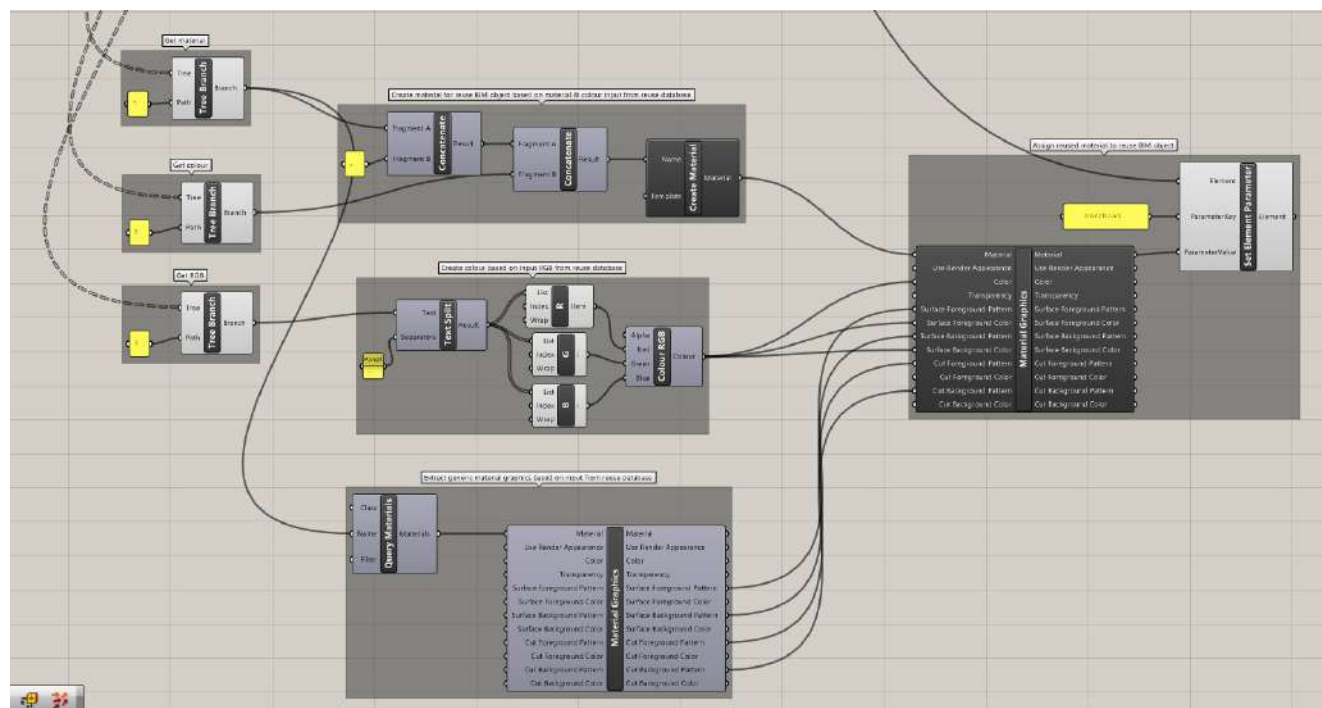 Get material
Tree
Path
Tree Branch
Branch
Get colour
Tree
Path
Tree Branch
Branch
Get RGB
Tree
Path
Tree Branch
Branch
Create material for reuse BIM object based on material & colour input from reuse database
Fragment A
Fragment B
Concatenate
Result
Fragment A
Fragment B
Concatenate
Result
Name
Template
Create Material
Material
Create colour based on input RGB from reuse database
Text
Separators
Text Split
Result
List
Index
Wrap
R
Item
List
Index
Wrap
G
i
List
Index
Wrap
B
i
Alpha
Red
Green
Blue
Colour RGB
Colour
Extract generic material graphics based on input from reuse database
Class
Name
Filter
Query Materials
Materials
Material Graphics
Material Material
Use Render Appearance Use Render Appearance
Color Color
Transparency Transparency
Surface Foreground Pattern Surface Foreground Pattern
Surface Foreground Color Surface Foreground Color
Surface Background Pattern Surface Background Pattern
Surface Background Color Surface Background Color
Cut Foreground Pattern Cut Foreground Pattern
Cut Foreground Color Cut Foreground Color
Cut Background Pattern Cut Background Pattern
Cut Background Color Cut Background Color
Assign reused material to reuse BIM object
Element
ParameterKey
ParameterValue
Set Element Parameter
Element
Material Graphics
Material Material
Use Render Appearance Use Render Appearance
Color Color
Transparency Transparency
Surface Foreground Pattern Surface Foreground Pattern
Surface Foreground Color Surface Foreground Color
Surface Background Pattern Surface Background Pattern
Surface Background Color Surface Background Color
Cut Foreground Pattern Cut Foreground Pattern
Cut Foreground Color Cut Foreground Color
Cut Background Pattern Cut Background Pattern
Cut Background Color Cut Background Color